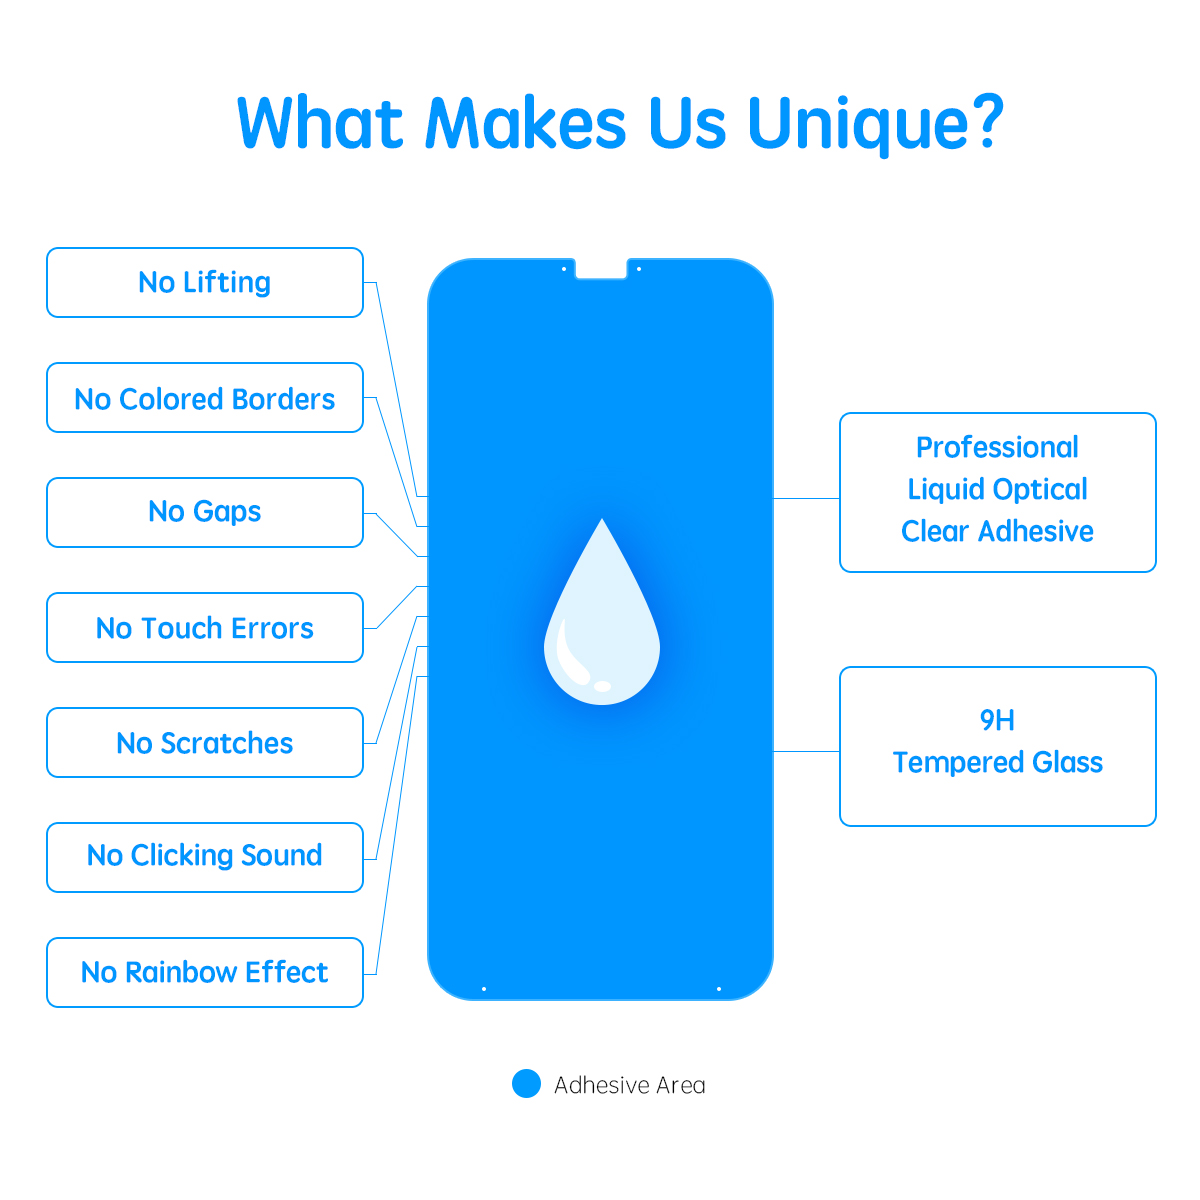 What Makes Us Unique?
No Lifting
No Colored Borders
No Gaps
No Touch Errors
No Scratches
No Clicking Sound
No Rainbow Effect
Professional
Liquid Optical
Clear Adhesive
9H
Tempered Glass
Adhesive Area